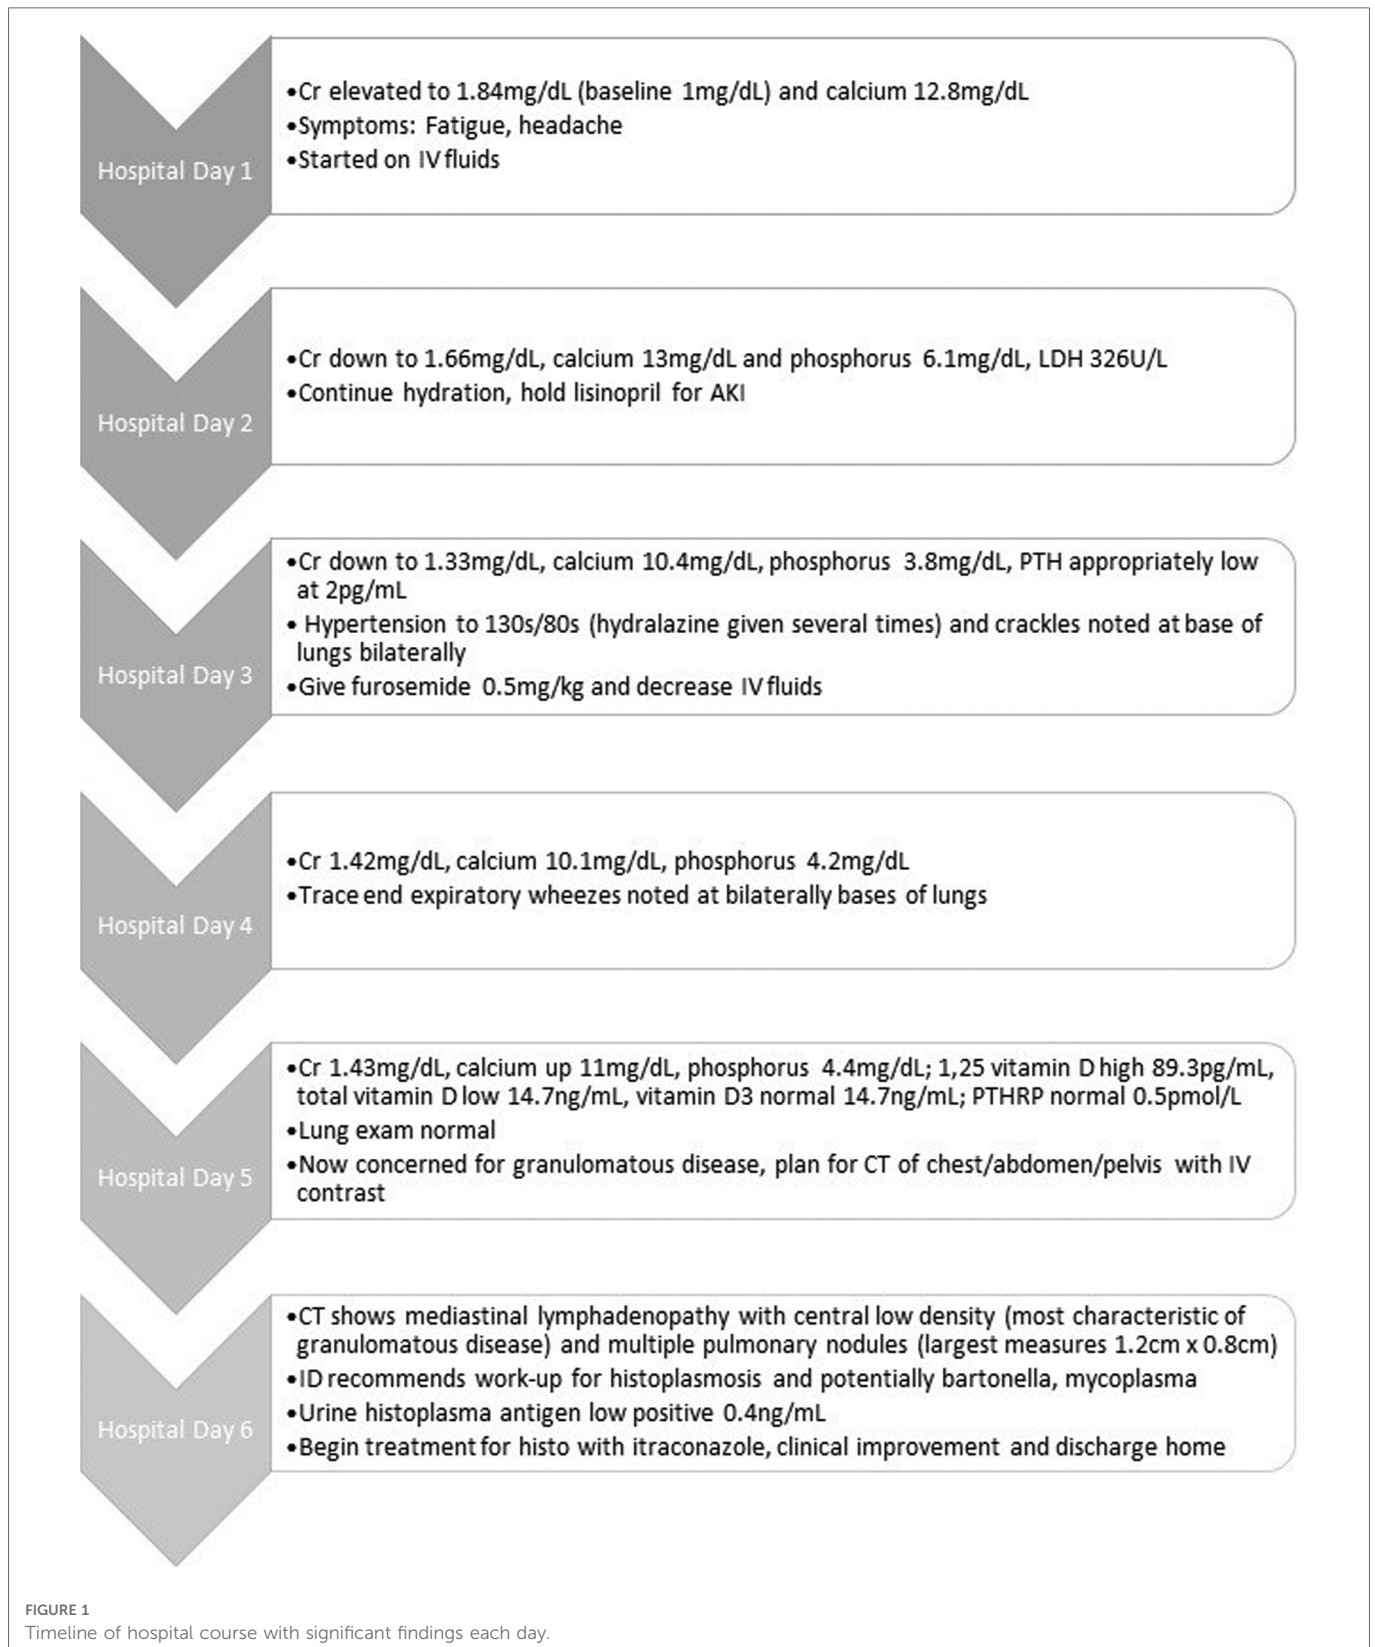 Hospital Day 1
•Cr elevated to 1.84mg/dL (baseline 1mg/dL) and calcium 12.8mg/dL
•Symptoms: Fatigue, headache
•Started on IV fluids
Hospital Day 2
•Cr down to 1.66mg/dL, calcium 13mg/dL and phosphorus 6.1mg/dL, LDH 326U/L
•Continue hydration, hold lisinopril for AKI
Hospital Day 3
•Cr down to 1.33mg/dL, calcium 10.4mg/dL, phosphorus 3.8mg/dL, PTH appropriately low
at 2pg/mL
• Hypertension to 130s/80s (hydralazine given several times) and crackles noted at base of
lungs bilaterally
•Give furosemide 0.5mg/kg and decrease IV fluids
Hospital Day 4
•Cr 1.42mg/dL, calcium 10.1mg/dL, phosphorus 4.2mg/dL
•Trace end expiratory wheezes noted at bilaterally bases of lungs
Hospital Day 5
•Cr 1.43mg/dL, calcium up 11mg/dL, phosphorus 4.4mg/dL; 1,25 vitamin D high 89.3pg/mL,
total vitamin D low 14.7ng/mL, vitamin D3 normal 14.7ng/mL; PTHRP normal 0.5pmol/L
•Lung exam normal
•Now concerned for granulomatous disease, plan for CT of chest/abdomen/pelvis with IV
contrast
Hospital Day 6
•CT shows mediastinal lymphadenopathy with central low density (most characteristic of
granulomatous disease) and multiple pulmonary nodules (largest measures 1.2cm x 0.8cm)
•ID recommends work-up for histoplasmosis and potentially bartonella, mycoplasma
•Urine histoplasma antigen low positive 0.4ng/mL
•Begin treatment for histo with itraconazole, clinical improvement and discharge home
FIGURE 1
Timeline of hospital course with significant findings each day.